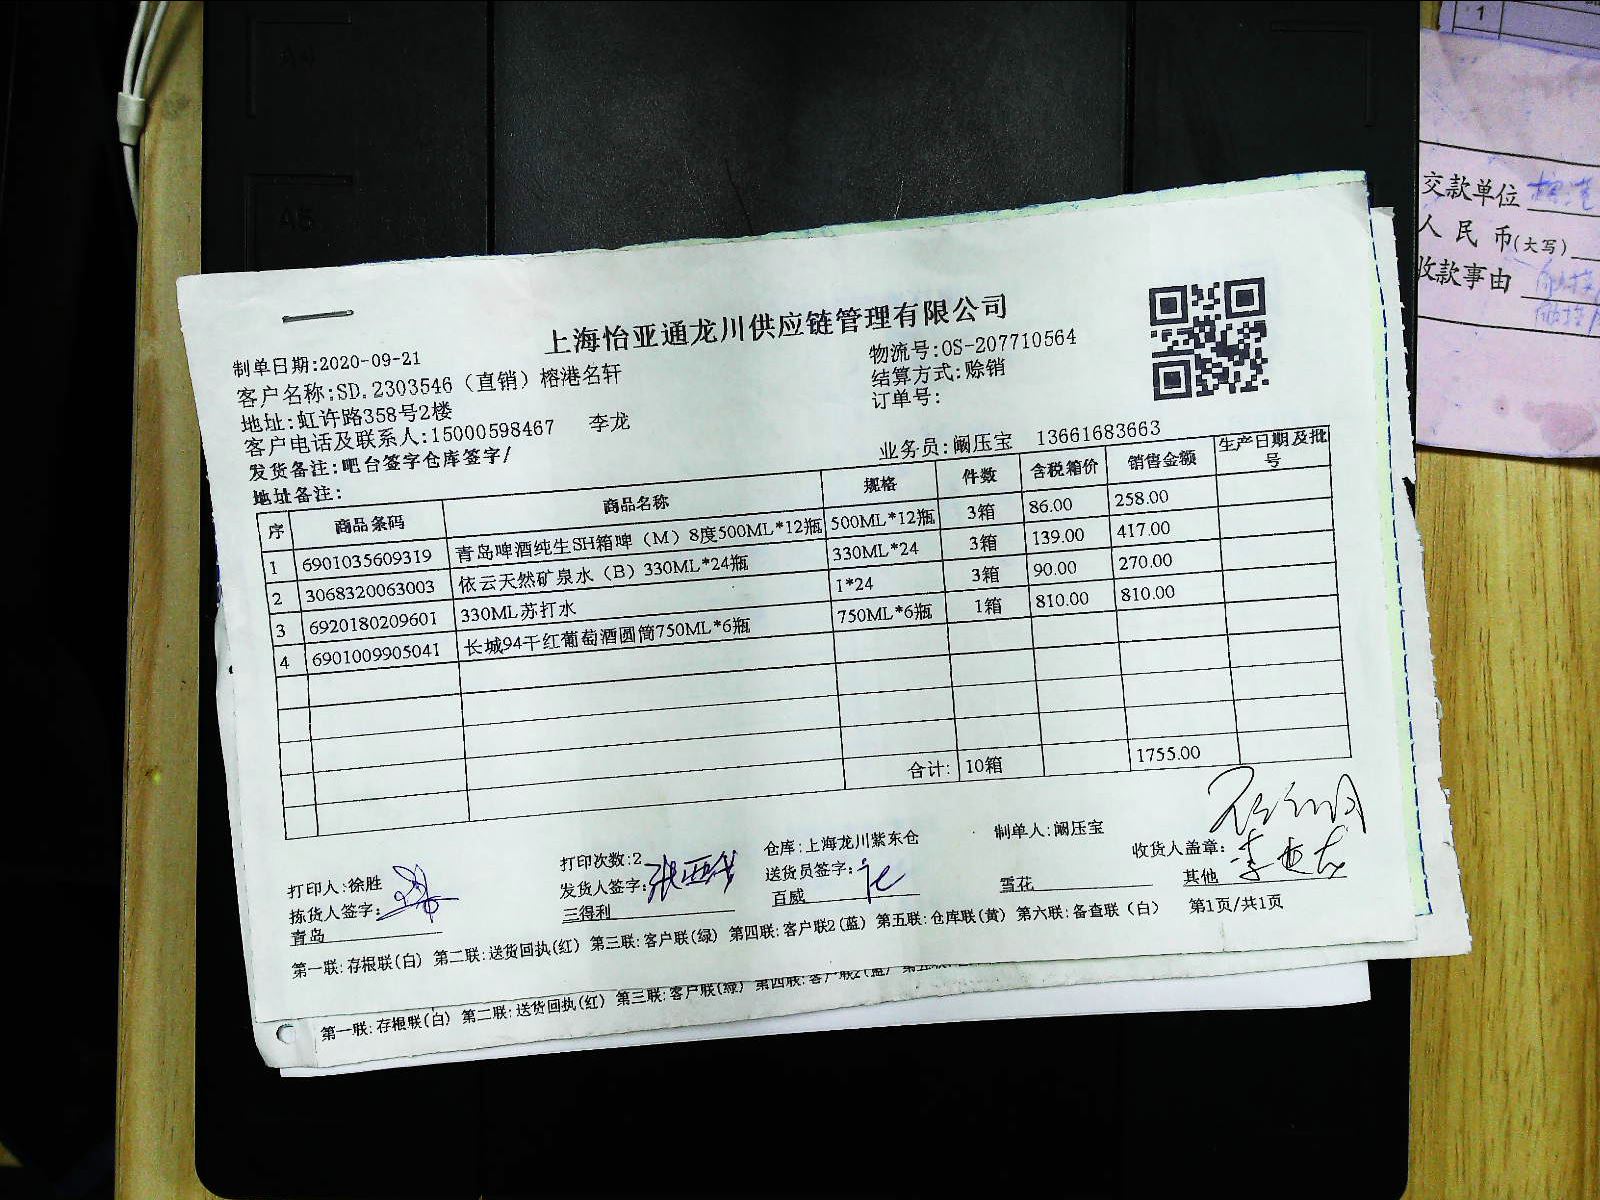 上海怡亚通龙川供应链管理有限公司
制单日期:2020-09-21
物流号:OS-207710564
客户名称:SD.2303546（直销）榕港名轩
结算方式:赊销
地址:虹许路358号2楼
订单号:
客户电话及联系人:15000598467 李龙
业务员:阚压宝 13661683663
发货备注:吧台签字仓库签字/
地址备注:
序 商品条码 商品名称 规格 件数 含税箱价 销售金额 生产日期及批号
1 6901035609319 青岛啤酒纯生SH箱啤（M）8度500ML*12瓶 500ML*12瓶 3箱 86.00 258.00
2 3068320063003 依云天然矿泉水（B）330ML*24瓶 330ML*24 3箱 139.00 417.00
3 6920180209601 330ML苏打水 1*24 3箱 90.00 270.00
4 6901009905041 长城94干红葡萄酒圆筒750ML*6瓶 750ML*6瓶 1箱 810.00 810.00
合计: 10箱 1755.00
打印人:徐胜 打印次数:2 仓库:上海龙川紫东仓 制单人:阚压宝 收货人盖章:
拣货人签字: 发货人签字: 送货员签字:
青岛 三得利 百威 雪花 其他
第一联:存根联(白) 第二联:送货回执(红) 第三联:客户联(绿) 第四联:客户联2(蓝) 第五联:仓库联(黄) 第六联:备查联（白） 第1页/共1页
第一联:存根联(白) 第二联:送货回执(红) 第三联:客户联(绿) 第四联:客户联2(蓝)
1
交款单位
人民币(大写)
收款事由